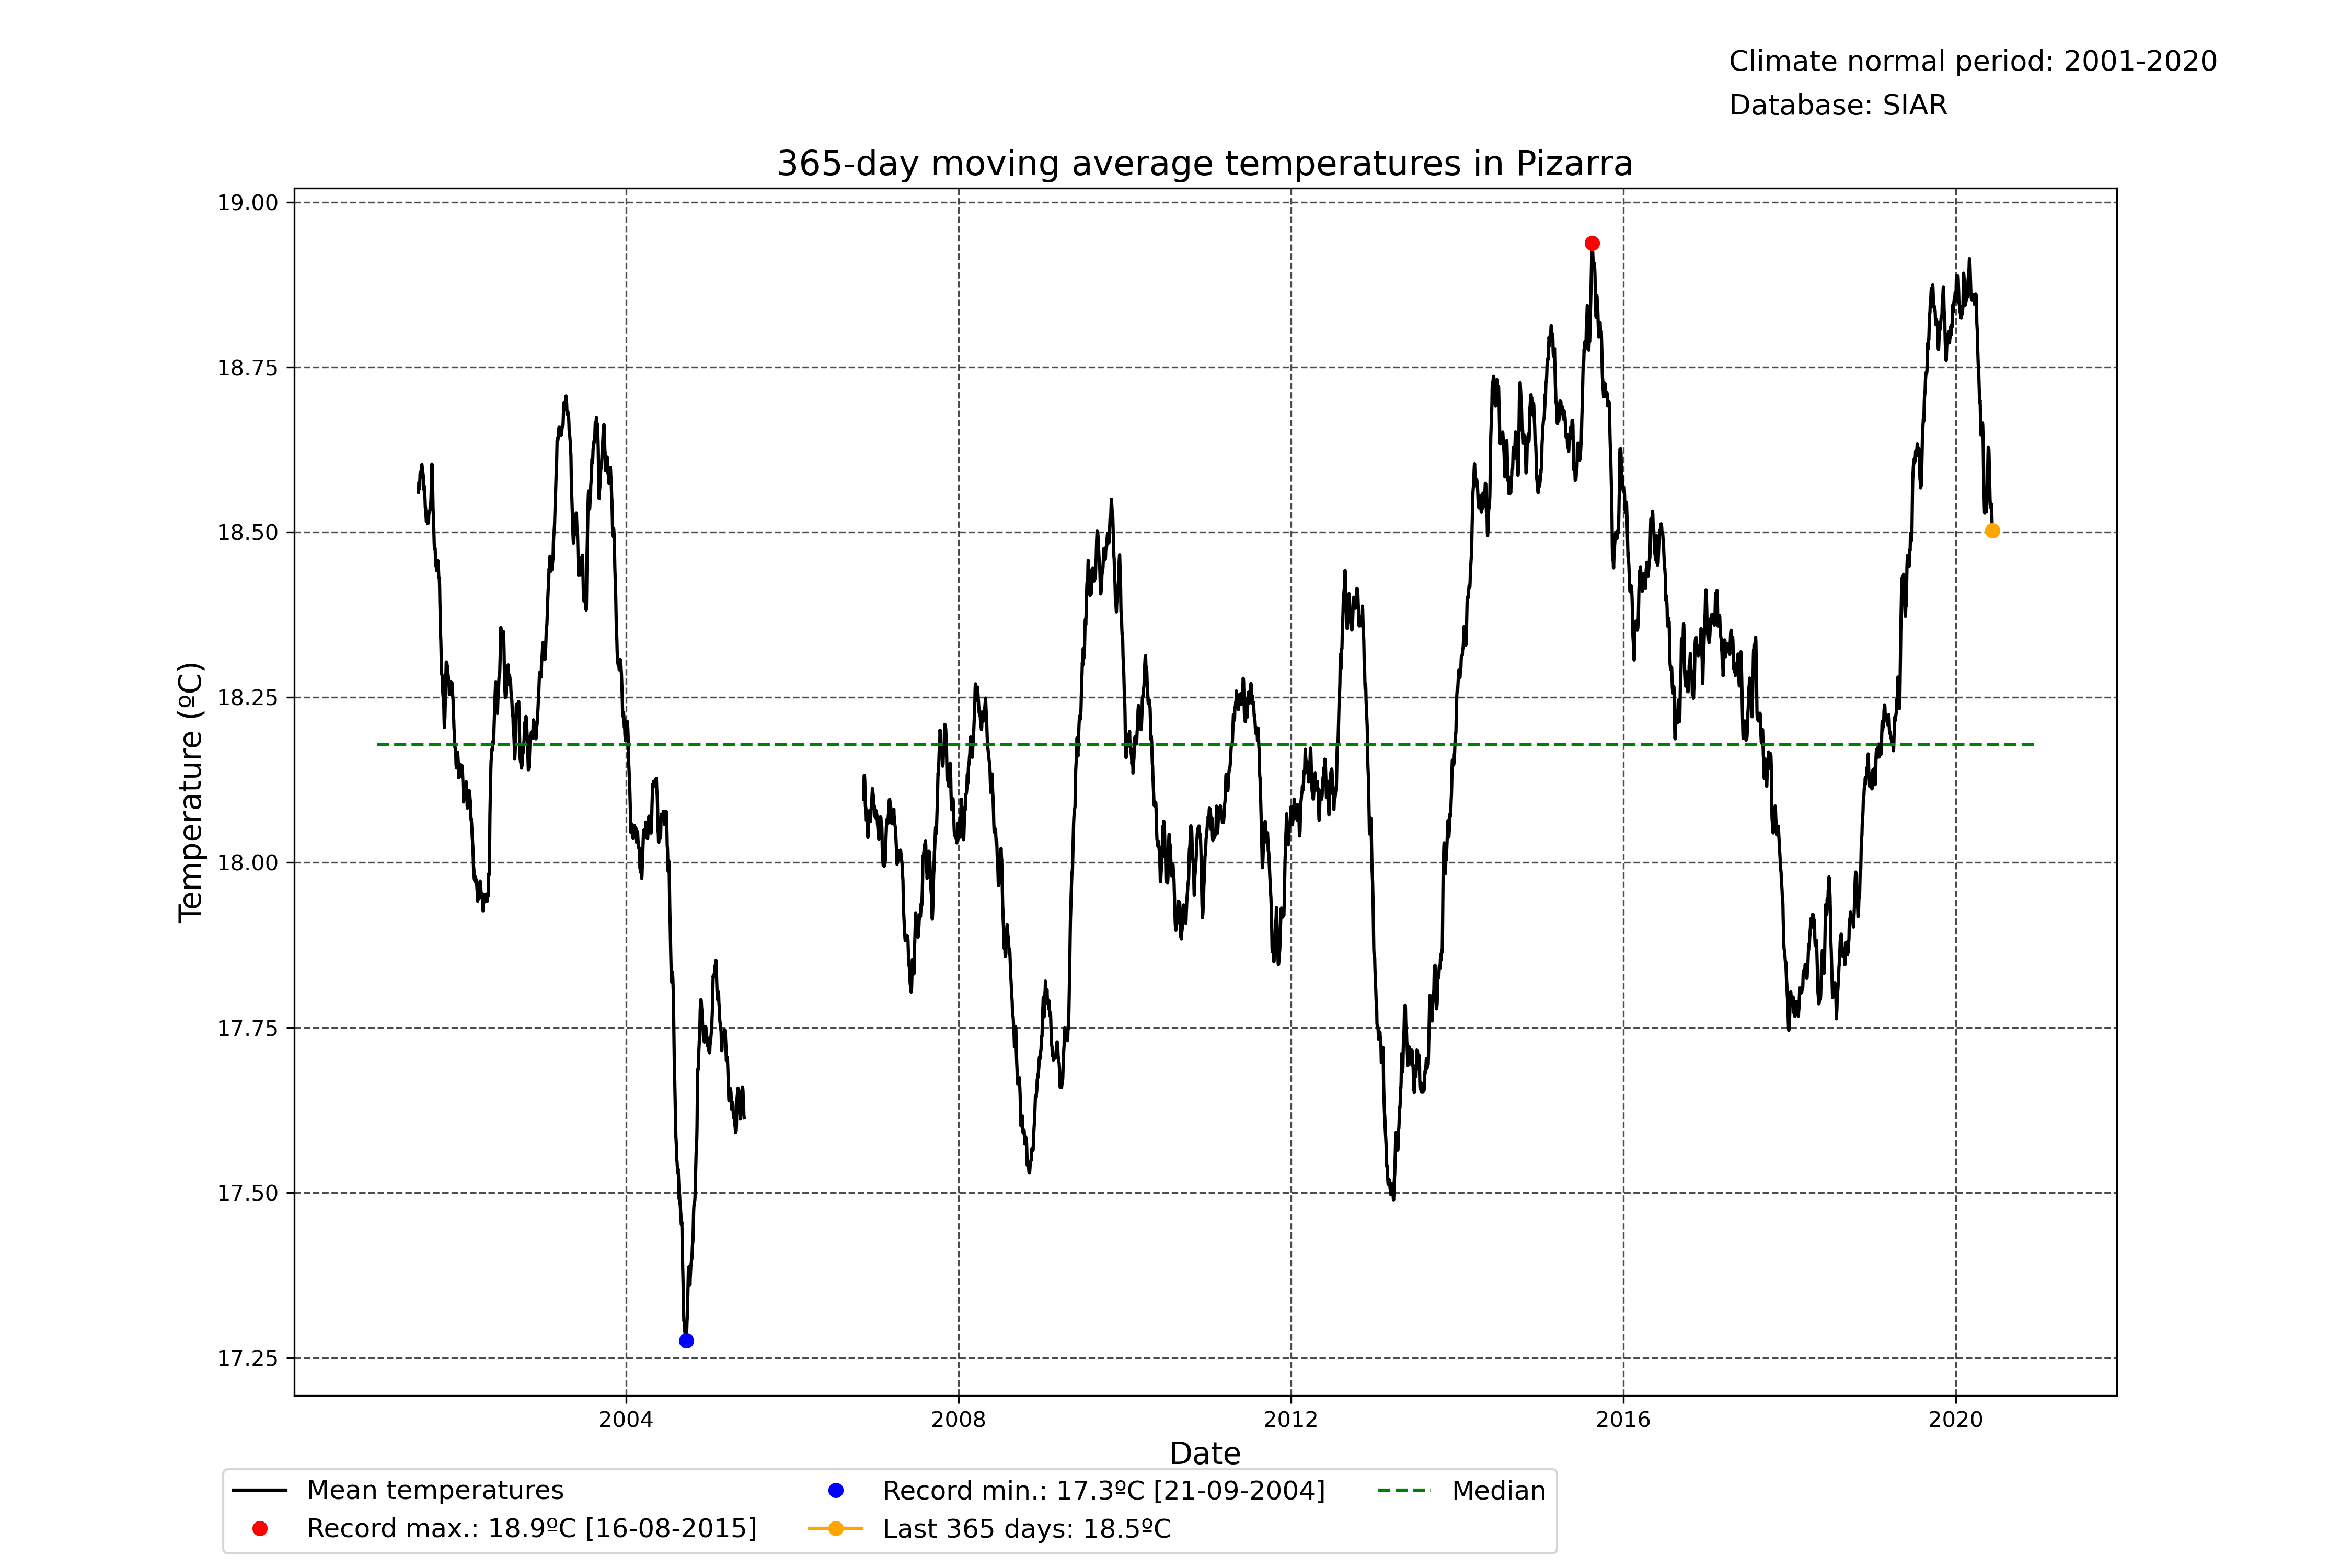 Climate normal period: 2001-2020
Database: SIAR
365-day moving average temperatures in Pizarra
19.00
18.75
18.50
18.25
18.00
17.75
17.50
17.25
Temperature (ºC)
2004 2008 2012 2016 2020
Date
Mean temperatures
Record max.: 18.9ºC [16-08-2015]
Record min.: 17.3ºC [21-09-2004]
Last 365 days: 18.5ºC
Median